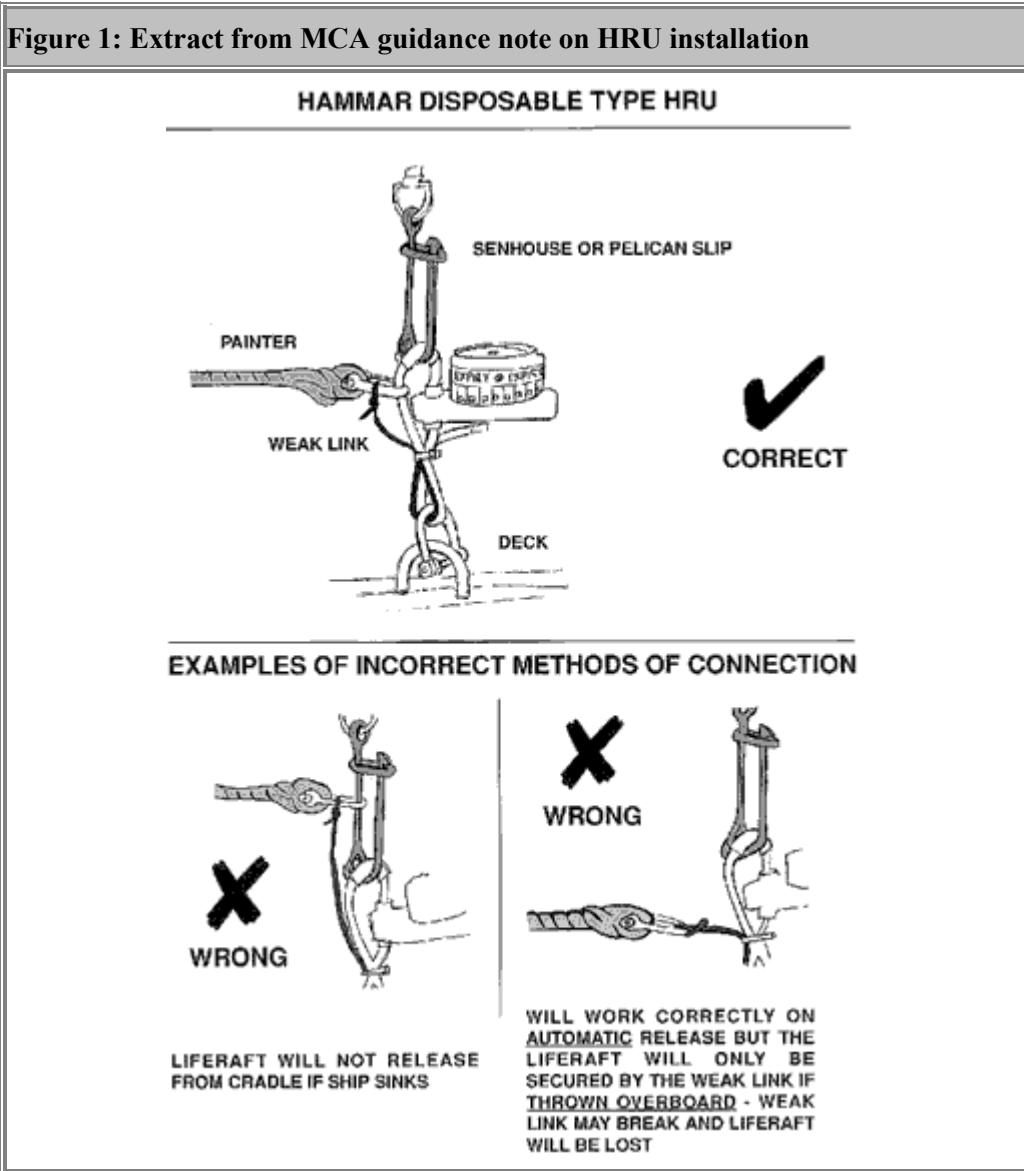 Figure 1: Extract from MCA guidance note on HRU installation
HAMMAR DISPOSABLE TYPE HRU
SENHOUSE OR PELICAN SLIP
PAINTER
WEAK LINK
CORRECT
DECK
EXAMPLES OF INCORRECT METHODS OF CONNECTION
WRONG
LIFERAFT WILL NOT RELEASE
FROM CRADLE IF SHIP SINKS
WRONG
WILL WORK CORRECTLY ON
AUTOMATIC RELEASE BUT THE
LIFERAFT WILL ONLY BE
SECURED BY THE WEAK LINK IF
THROWN OVERBOARD - WEAK
LINK MAY BREAK AND LIFERAFT
WILL BE LOST